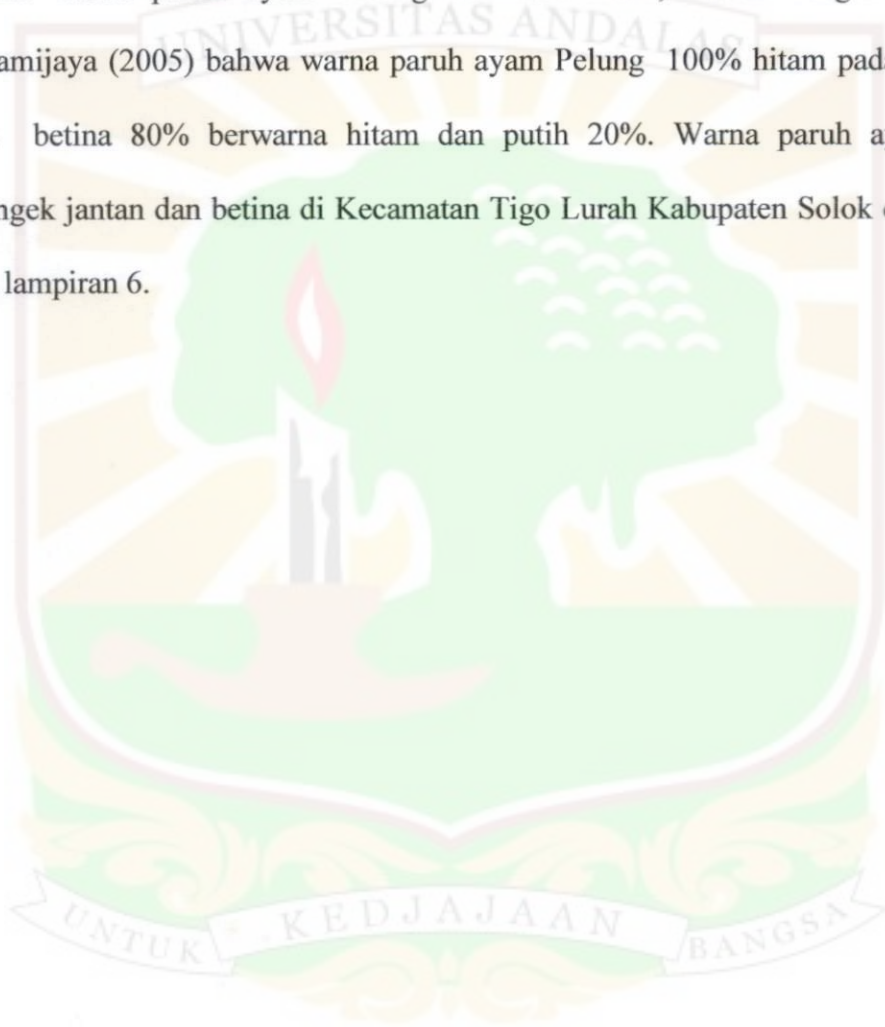 UNIVERSITAS ANDALAS
amijaya (2005) bahwa warna paruh ayam Pelung 100% hitam pad
betina 80% berwarna hitam dan putih 20%. Warna paruh a
ngek jantan dan betina di Kecamatan Tigo Lurah Kabupaten Solok
lampiran 6.
UNTUK KEDJAJAAN BANGSA